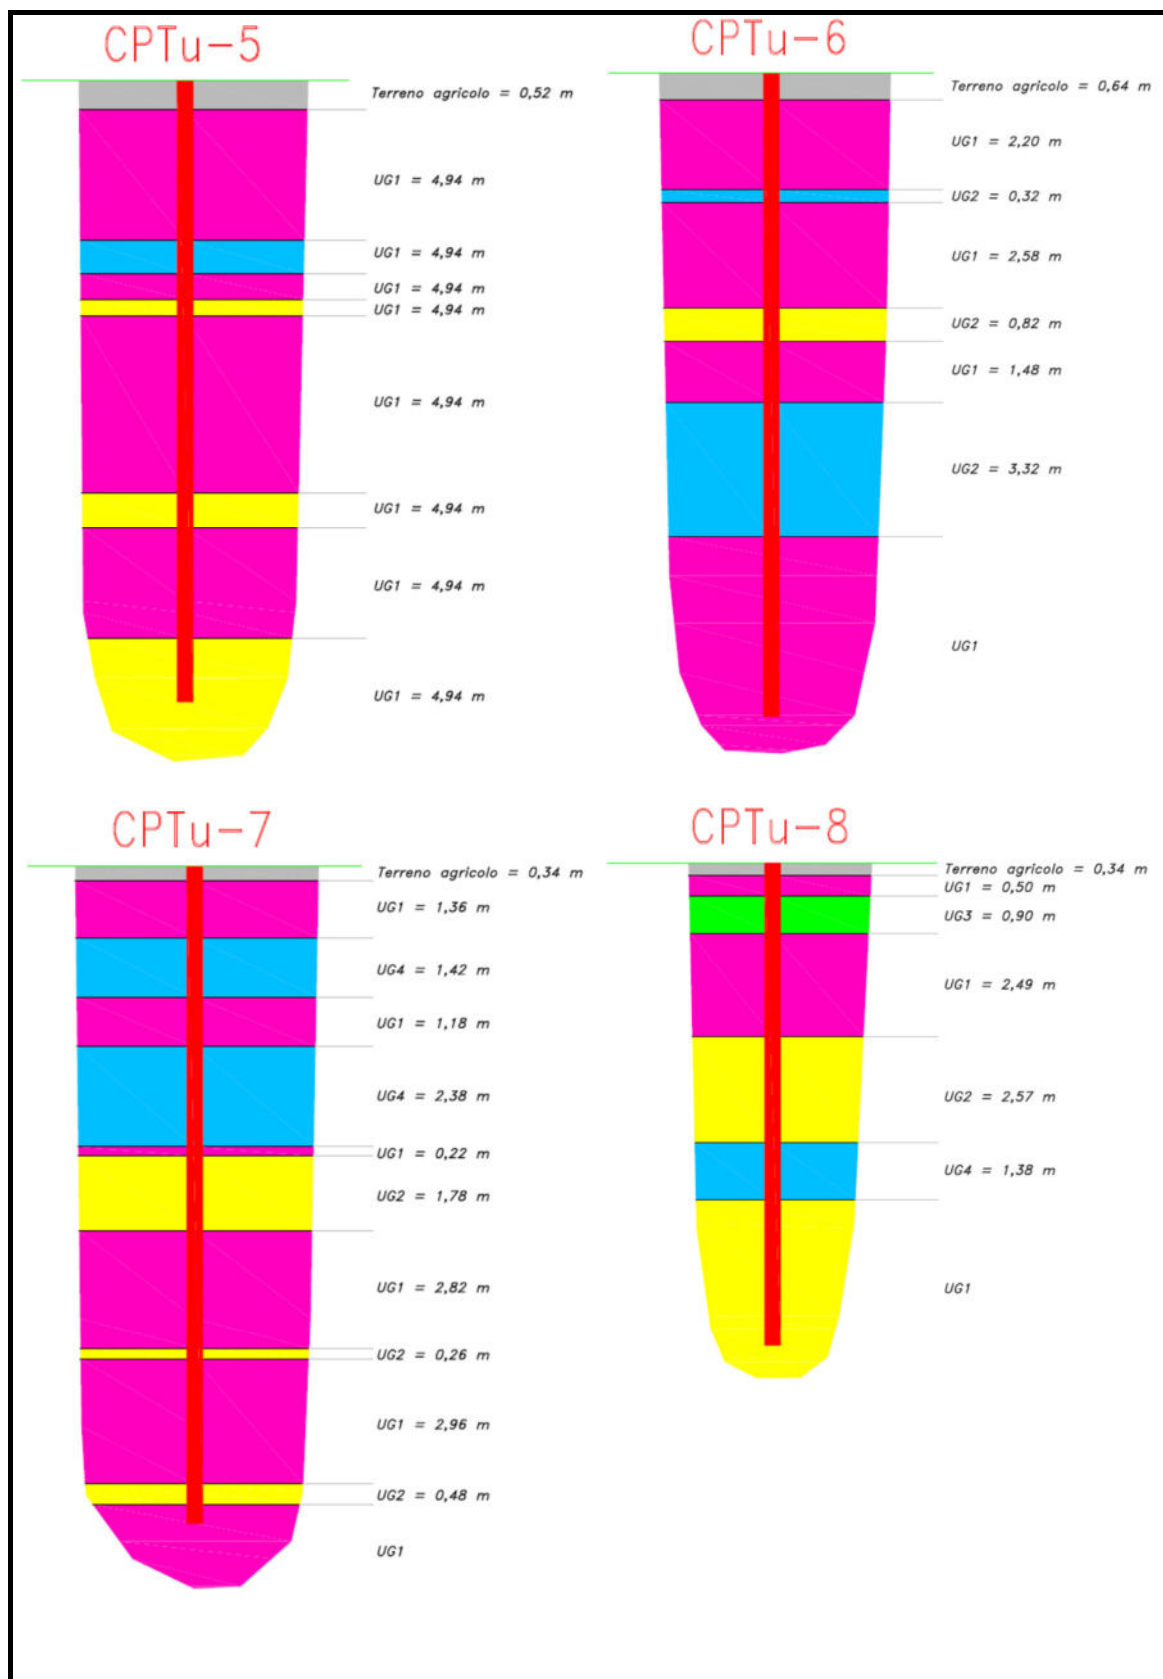 CPTu-5
Terreno agricolo = 0,52 m
UG1 = 4,94 m
UG1 = 4,94 m
UG1 = 4,94 m
UG1 = 4,94 m
UG1 = 4,94 m
UG1 = 4,94 m
UG1 = 4,94 m
UG1 = 4,94 m
CPTu-6
Terreno agricolo = 0,64 m
UG1 = 2,20 m
UG2 = 0,32 m
UG1 = 2,58 m
UG2 = 0,82 m
UG1 = 1,48 m
UG2 = 3,32 m
UG1
CPTu-7
Terreno agricolo = 0,34 m
UG1 = 1,36 m
UG4 = 1,42 m
UG1 = 1,18 m
UG4 = 2,38 m
UG1 = 0,22 m
UG2 = 1,78 m
UG1 = 2,82 m
UG2 = 0,26 m
UG1 = 2,96 m
UG2 = 0,48 m
UG1
CPTu-8
Terreno agricolo = 0,34 m
UG1 = 0,50 m
UG3 = 0,90 m
UG1 = 2,49 m
UG2 = 2,57 m
UG4 = 1,38 m
UG1